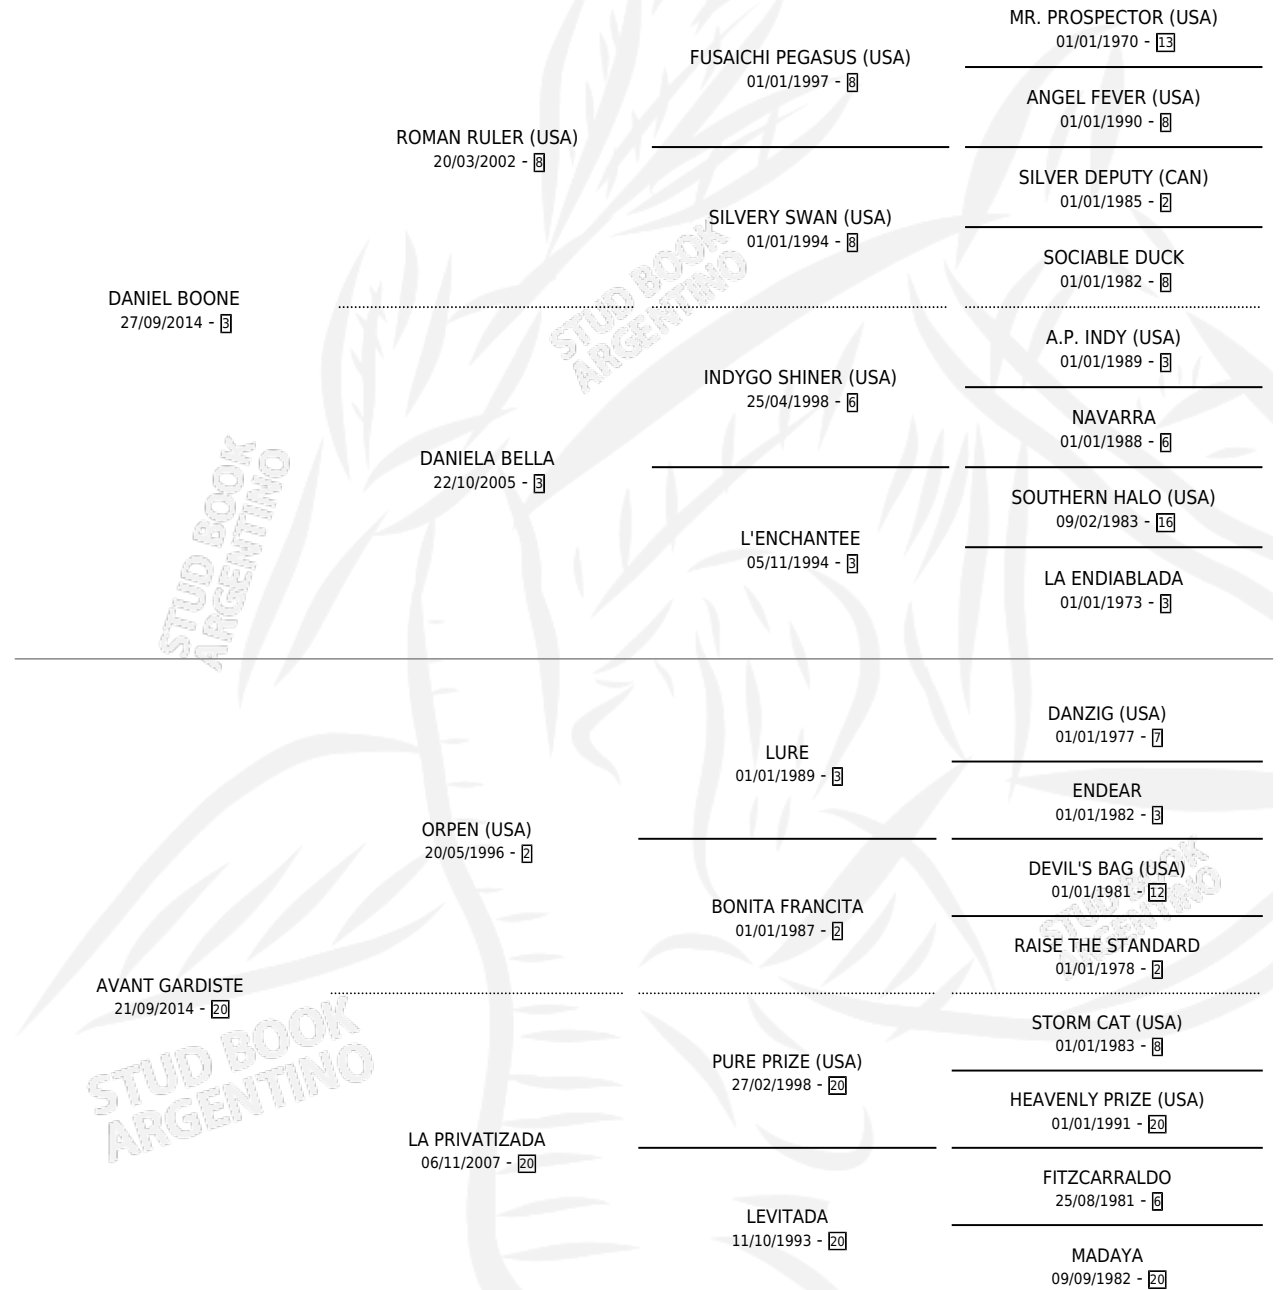 MR. PROSPECTOR (USA)
01/01/1970 - 13
FUSAICHI PEGASUS (USA)
01/01/1997 - 8
ANGEL FEVER (USA)
01/01/1990 - 8
ROMAN RULER (USA)
20/03/2002 - 8
SILVER DEPUTY (CAN)
01/01/1985 - 2
SILVERY SWAN (USA)
01/01/1994 - 8
SOCIABLE DUCK
01/01/1982 - 8
STUD BOOK
ARGENTINO
DANIEL BOONE
27/09/2014 - 3
A.P. INDY (USA)
01/01/1989 - 3
INDYGO SHINER (USA)
25/04/1998 - 6
NAVARRA
01/01/1988 - 6
DANIELA BELLA
22/10/2005 - 3
SOUTHERN HALO (USA)
09/02/1983 - 16
L'ENCHANTEE
05/11/1994 - 3
LA ENDIABLADA
01/01/1973 - 3
STUD BOOK
ARGENTINO
DANZIG (USA)
01/01/1977 - 7
LURE
01/01/1989 - 3
ENDEAR
01/01/1982 - 3
ORPEN (USA)
20/05/1996 - 2
DEVIL'S BAG (USA)
01/01/1981 - 12
BONITA FRANCITA
01/01/1987 - 2
RAISE THE STANDARD
01/01/1978 - 2
STUD BOOK
ARGENTINO
AVANT GARDISTE
21/09/2014 - 20
STORM CAT (USA)
01/01/1983 - 8
PURE PRIZE (USA)
27/02/1998 - 20
HEAVENLY PRIZE (USA)
01/01/1991 - 20
STUD BOOK
ARGENTINO
LA PRIVATIZADA
06/11/2007 - 20
FITZCARRALDO
25/08/1981 - 6
LEVITADA
11/10/1993 - 20
MADAYA
09/09/1982 - 20